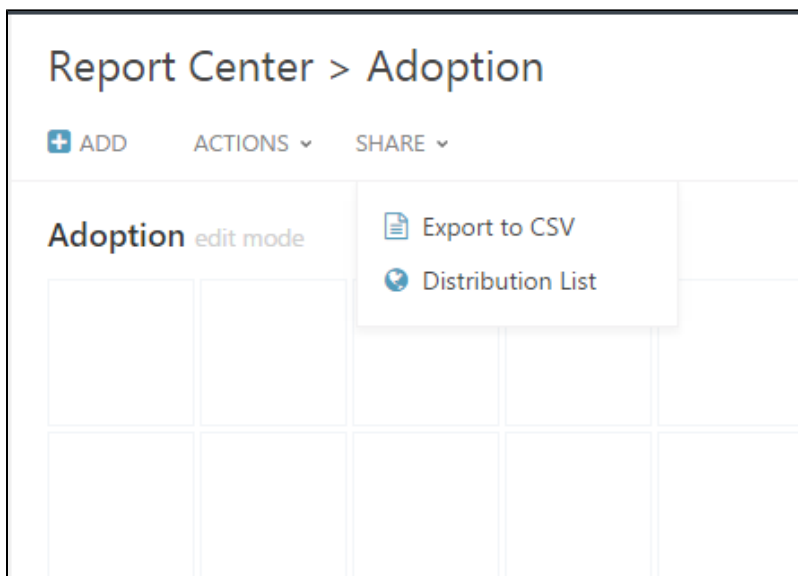 Report Center > Adoption
ADD ACTIONS SHARE
Adoption edit mode
Export to CSV
Distribution List